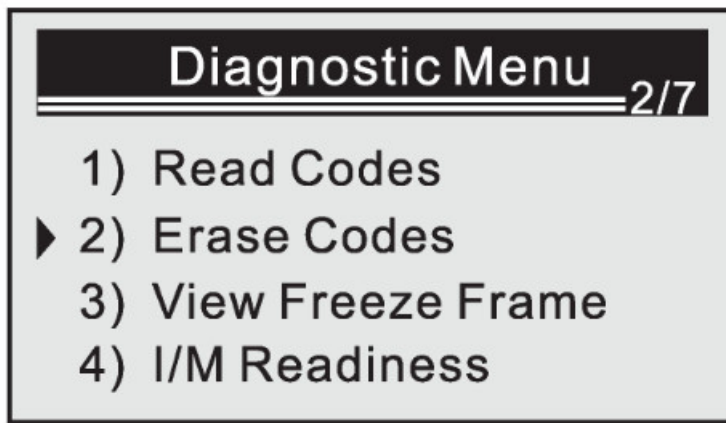 Diagnostic Menu
2/7
1) Read Codes
2) Erase Codes
3) View Freeze Frame
4) I/M Readiness